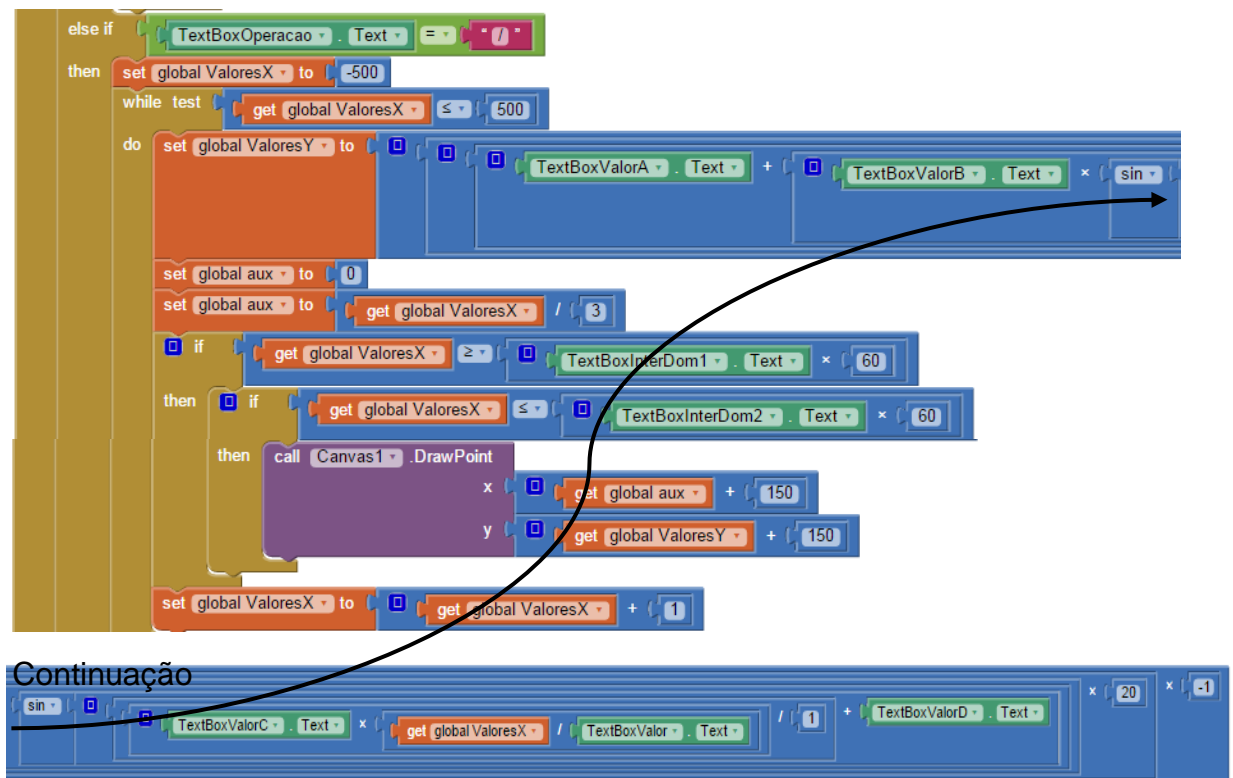 else if TextBoxOperacao . Text = " / "
then set global ValoresX to -500
while test get global ValoresX ≤ 500
do set global ValoresY to TextBoxValorA . Text + TextBoxValorB . Text × sin
set global aux to 0
set global aux to get global ValoresX / 3
if get global ValoresX ≥ TextBoxInterDom1 . Text × 60
then if get global ValoresX ≤ TextBoxInterDom2 . Text × 60
then call Canvas1 .DrawPoint
x get global aux + 150
y get global ValoresY + 150
set global ValoresX to get global ValoresX + 1
Continuação
sin TextBoxValorC . Text × get global ValoresX / TextBoxValor . Text / 1 + TextBoxValorD . Text × 20 × -1